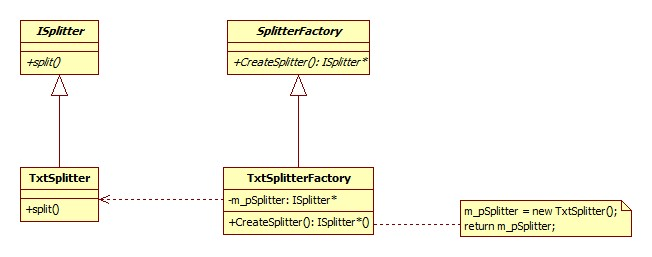 ISplitter
+split()
SplitterFactory
+CreateSplitter(): ISplitter*
TxtSplitter
+split()
TxtSplitterFactory
-m_pSplitter: ISplitter*
+CreateSplitter(): ISplitter*()
m_pSplitter = new TxtSplitter();
return m_pSplitter;